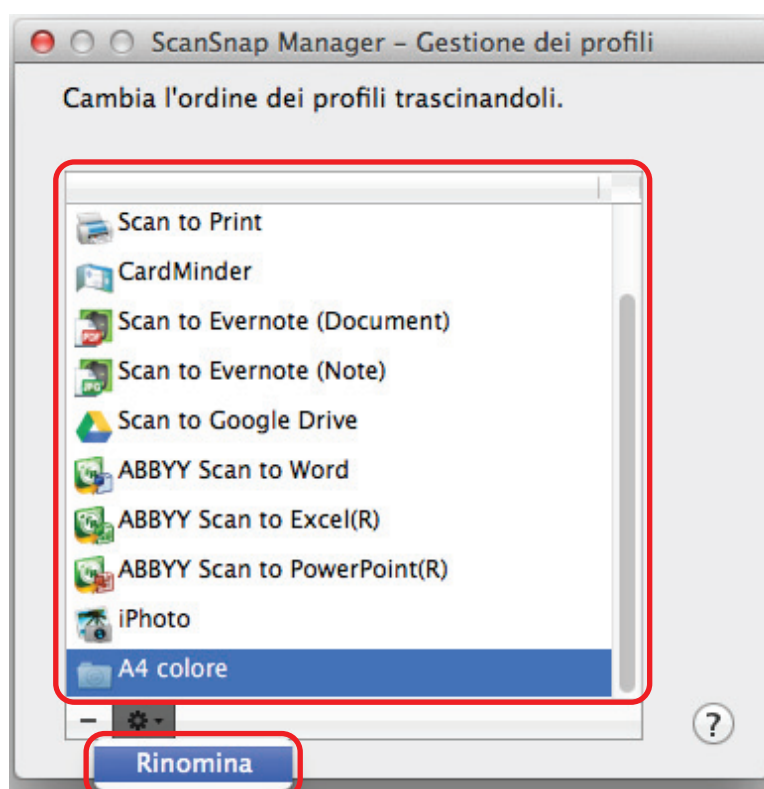 ScanSnap Manager – Gestione dei profili
Cambia l'ordine dei profili trascinandoli.
Scan to Print
CardMinder
Scan to Evernote (Document)
Scan to Evernote (Note)
Scan to Google Drive
ABBYY Scan to Word
ABBYY Scan to Excel(R)
ABBYY Scan to PowerPoint(R)
iPhoto
A4 colore
?
Rinomina